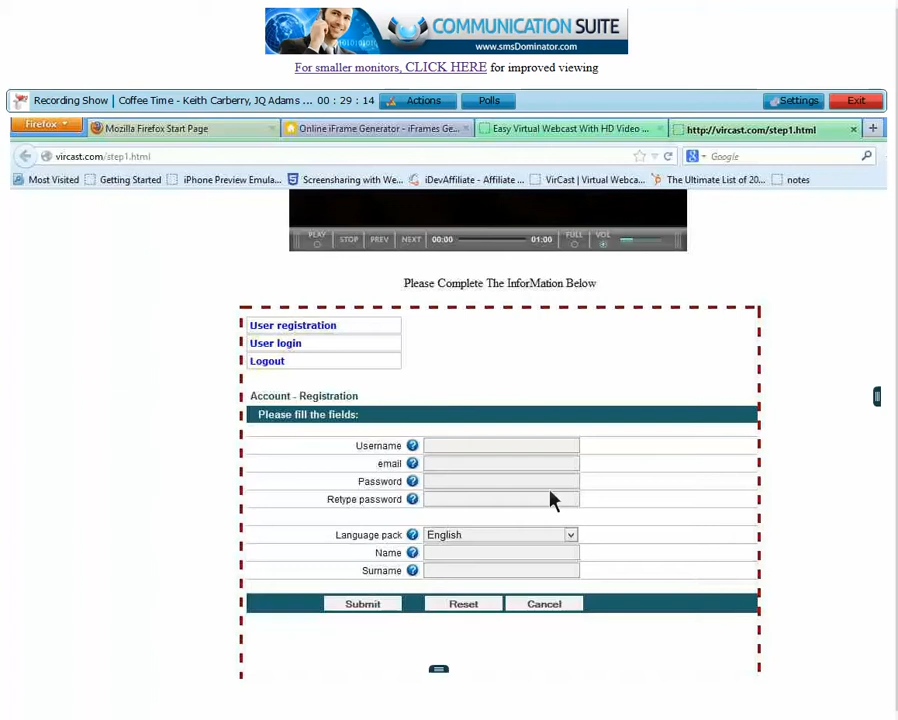 COMMUNICATION SUITE
www.smsDominator.com
For smaller monitors, CLICK HERE for improved viewing
Recording Show | Coffee Time - Keith Carberry, JQ Adams ... 00 : 29 : 14 Actions Polls Settings Exit
Firefox Mozilla Firefox Start Page Online iFrame Generator - iFrames Ge... Easy Virtual Webcast With HD Video ... http://vircast.com/step1.html
vircast.com/step1.html Google
Most Visited Getting Started iPhone Preview Emula... Screensharing with We... iDevAffiliate - Affiliate ... VirCast | Virtual Webca... The Ultimate List of 20... notes
PLAY STOP PREV NEXT 00:00 01:00 FULL VOL
Please Complete The InforMation Below
User registration
User login
Logout
Account - Registration
Please fill the fields:
Username
email
Password
Retype password
Language pack English
Name
Surname
Submit Reset Cancel